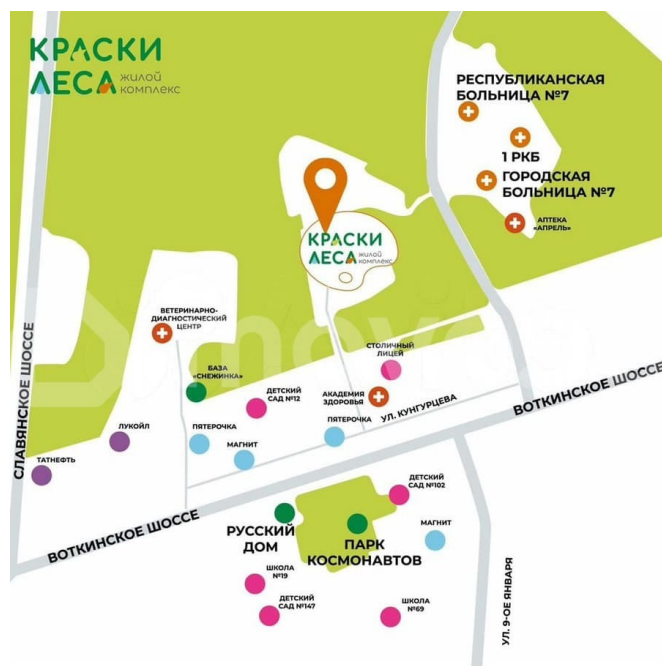 КРАСКИ
ЛЕСА
жилой
комплекс
РЕСПУБЛИКАНСКАЯ
БОЛЬНИЦА №7
1 РКБ
ГОРОДСКАЯ
БОЛЬНИЦА №7
АПТЕКА
«АПРЕЛЬ»
КРАСКИ
ЛЕСА
жилой
комплекс
ВЕТЕРИНАРНО-
ДИАГНОСТИЧЕСКИЙ
ЦЕНТР
СТОЛИЧНЫЙ
ЛИЦЕЙ
БАЗА
«СНЕЖИНКА»
ДЕТСКИЙ
САД №12
АКАДЕМИЯ
ЗДОРОВЬЯ
УЛ. КУНГУРЦЕВА
ВОТКИНСКОЕ ШОССЕ
СЛАВЯНСКОЕ ШОССЕ
ЛУКОЙЛ
ПЯТЕРОЧКА
ПЯТЕРОЧКА
МАГНИТ
ТАТНЕФТЬ
ДЕТСКИЙ
САД №102
ВОТКИНСКОЕ ШОССЕ
РУССКИЙ
ДОМ
ПАРК
КОСМОНАВТОВ
МАГНИТ
ШКОЛА
№19
ДЕТСКИЙ
САД №147
ШКОЛА
№69
УЛ. 9-ОЕ ЯНВАРЯ